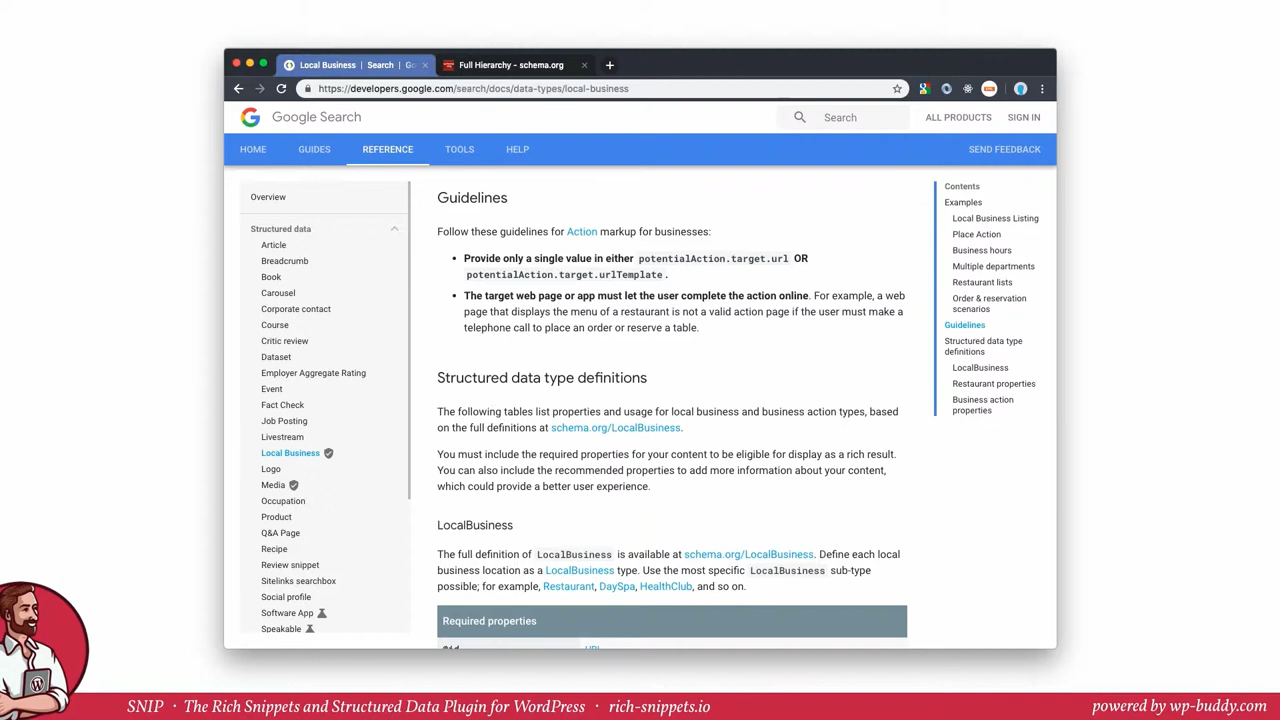 Local Business | Search | Go
Full Hierarchy - schema.org
https://developers.google.com/search/docs/data-types/local-business
Google Search
Search
ALL PRODUCTS
SIGN IN
HOME
GUIDES
REFERENCE
TOOLS
HELP
SEND FEEDBACK
Overview
Structured data
Article
Breadcrumb
Book
Carousel
Corporate contact
Course
Critic review
Dataset
Employer Aggregate Rating
Event
Fact Check
Job Posting
Livestream
Local Business
Logo
Media
Occupation
Product
Q&A Page
Recipe
Review snippet
Sitelinks searchbox
Social profile
Software App
Speakable
Guidelines
Follow these guidelines for Action markup for businesses:
• Provide only a single value in either potentialAction.target.url OR
potentialAction.target.urlTemplate.
• The target web page or app must let the user complete the action online. For example, a web
page that displays the menu of a restaurant is not a valid action page if the user must make a
telephone call to place an order or reserve a table.
Structured data type definitions
The following tables list properties and usage for local business and business action types, based
on the full definitions at schema.org/LocalBusiness.
You must include the required properties for your content to be eligible for display as a rich result.
You can also include the recommended properties to add more information about your content,
which could provide a better user experience.
LocalBusiness
The full definition of LocalBusiness is available at schema.org/LocalBusiness. Define each local
business location as a LocalBusiness type. Use the most specific LocalBusiness sub-type
possible; for example, Restaurant, DaySpa, HealthClub, and so on.
Required properties
Contents
Examples
Local Business Listing
Place Action
Business hours
Multiple departments
Restaurant lists
Order & reservation
scenarios
Guidelines
Structured data type
definitions
LocalBusiness
Restaurant properties
Business action
properties
SNIP · The Rich Snippets and Structured Data Plugin for WordPress · rich-snippets.io
powered by wp-buddy.com